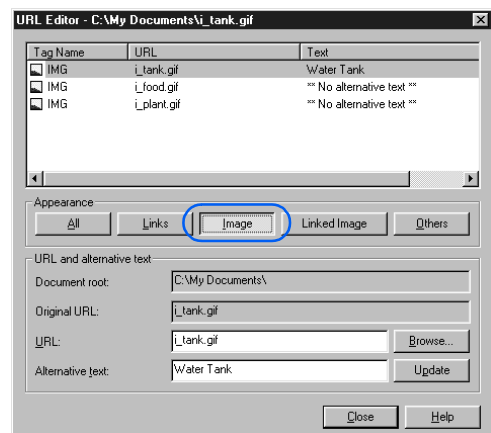 URL Editor - C:\My Documents\i_tank.gif
Tag Name URL Text
IMG i_tank.gif Water Tank
IMG i_food.gif ** No alternative text **
IMG i_plant.gif ** No alternative text **
Appearance
All Links Image Linked Image Others
URL and alternative text
Document root: C:\My Documents\
Original URL: i_tank.gif
URL: i_tank.gif Browse...
Alternative text: Water Tank Update
Close Help